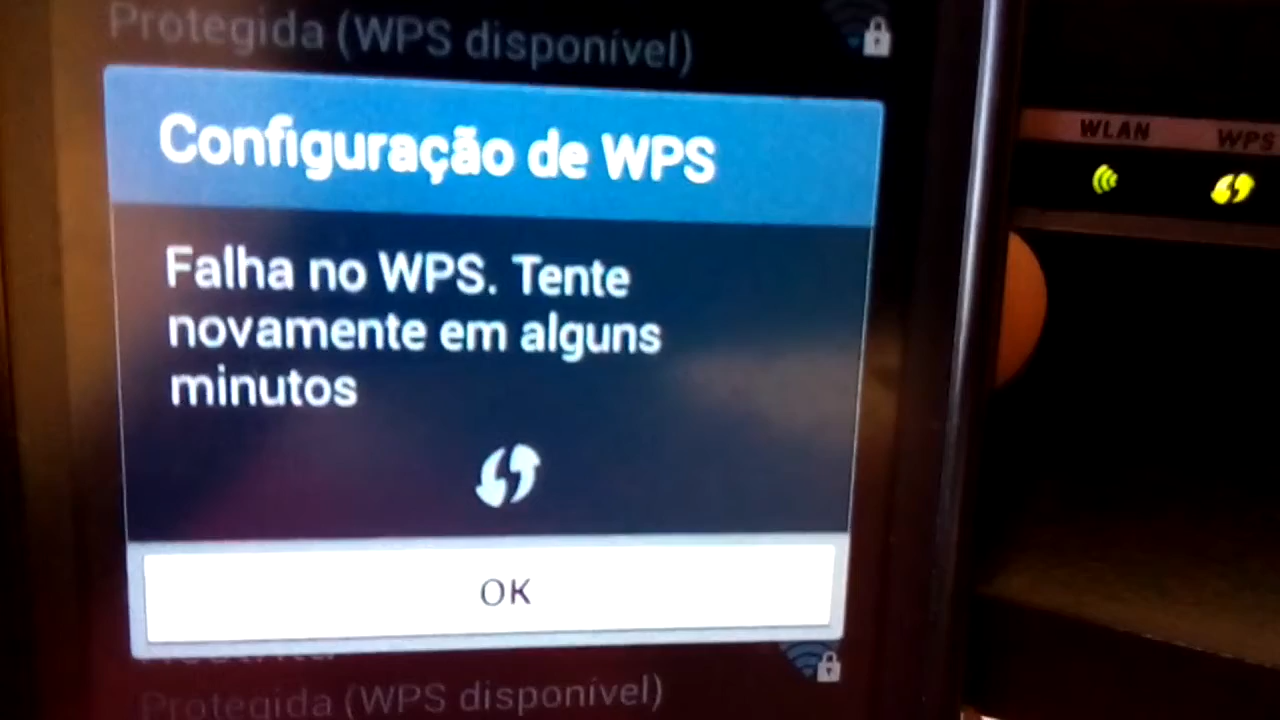 Protegida (WPS disponível)
Configuração de WPS
WLAN WPS
Falha no WPS. Tente
novamente em alguns
minutos
OK
Protegida (WPS disponível)